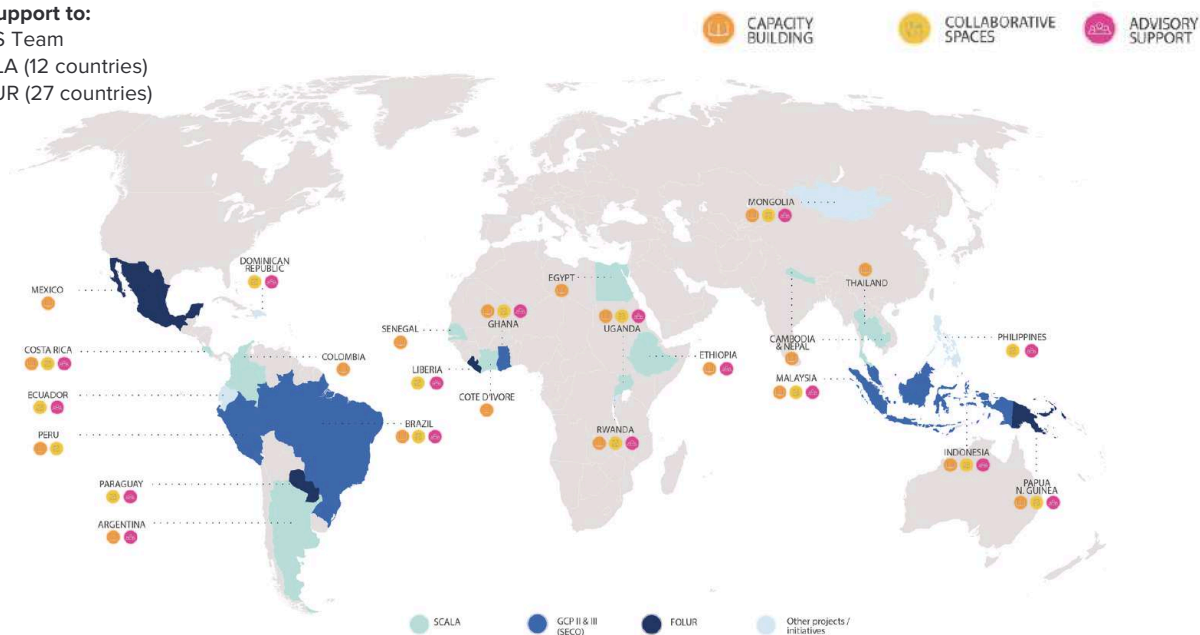 upport to:
S Team
LA (12 countries)
UR (27 countries)
CAPACITY
BUILDING
COLLABORATIVE
SPACES
ADVISORY
SUPPORT
MONGOLIA
DOMINICAN
REPUBLIC
MEXICO
EGYPT
THAILAND
GHANA
UGANDA
SENEGAL
CAMBODIA
& NEPAL
PHILIPPINES
COSTA RICA
COLOMBIA
LIBERIA
ETHIOPIA
MALAYSIA
ECUADOR
COTE D'IVORE
PERU
BRAZIL
RWANDA
INDONESIA
PARAGUAY
PAPUA
N. GUINEA
ARGENTINA
SCALA
GCP II & III
(SECO)
FOLUR
Other projects /
initiatives